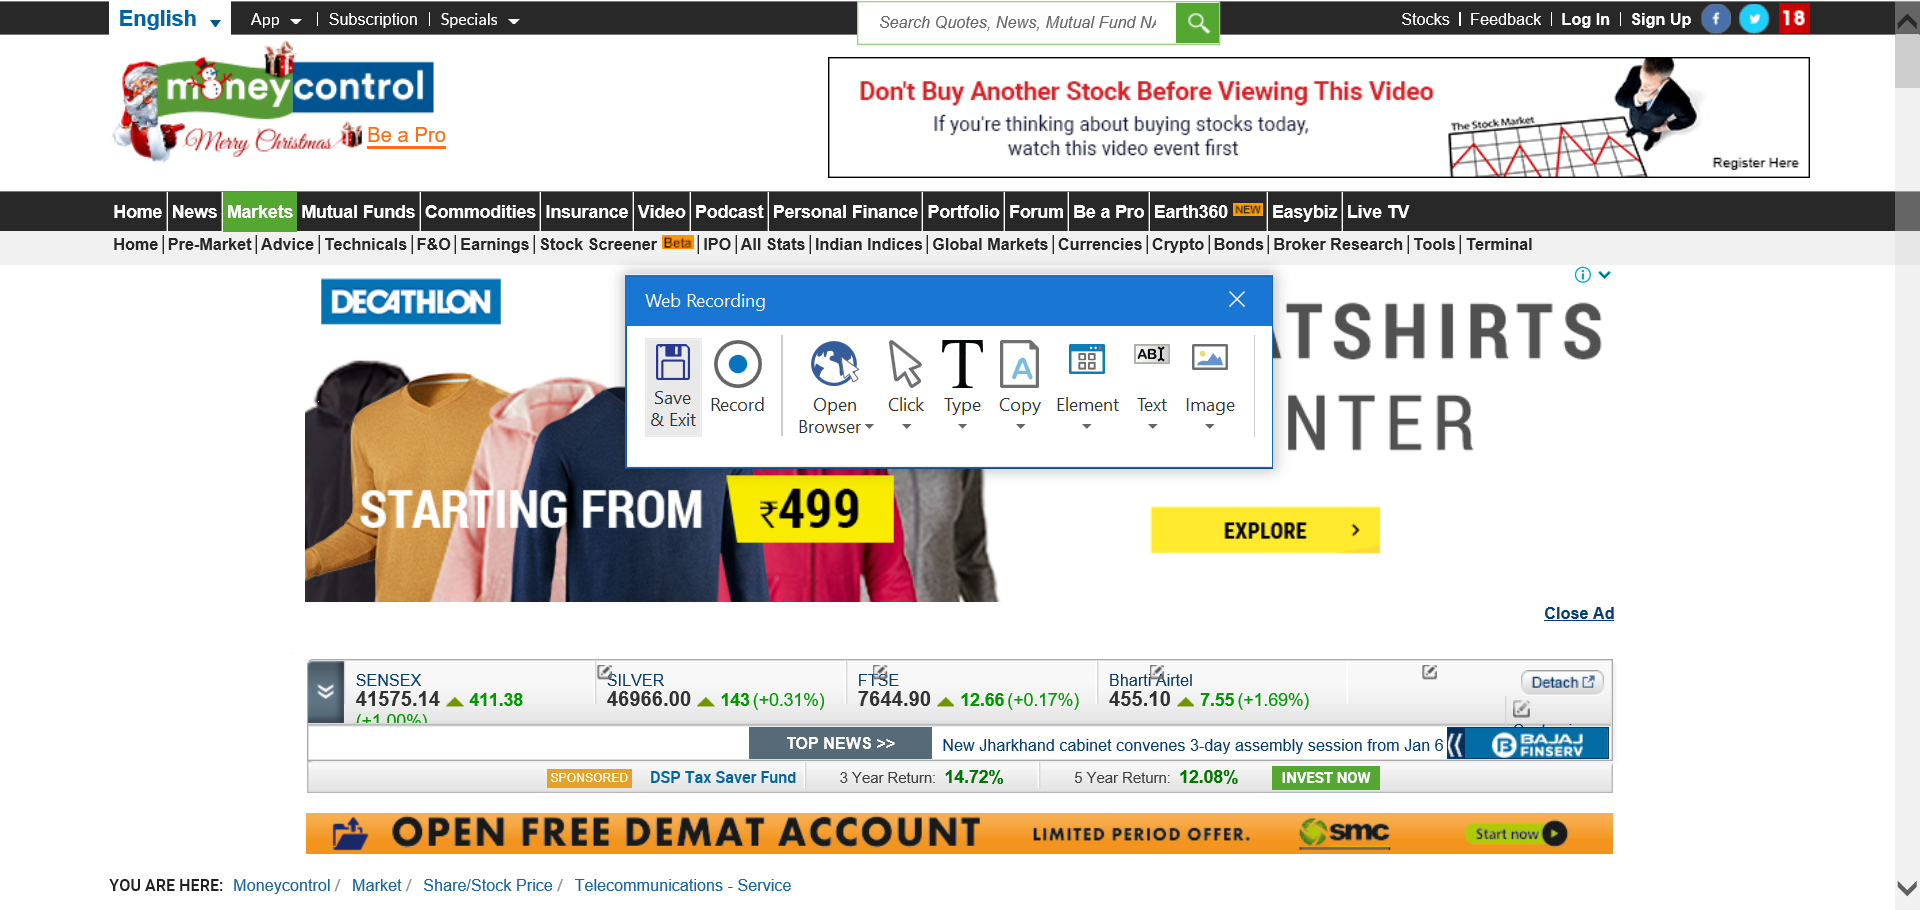 English App Subscription Specials Search Quotes, News, Mutual Fund NA Stocks Feedback Log In Sign Up f 18
moneycontrol
Merry Christmas Be a Pro
Don't Buy Another Stock Before Viewing This Video
If you're thinking about buying stocks today,
watch this video event first
The Stock Market
Register Here
Home News Markets Mutual Funds Commodities Insurance Video Podcast Personal Finance Portfolio Forum Be a Pro Earth360 NEW Easybiz Live TV
Home Pre-Market Advice Technicals F&O Earnings Stock Screener Beta IPO All Stats Indian Indices Global Markets Currencies Crypto Bonds Broker Research Tools Terminal
DECATHLON
Web Recording
Save & Exit Record Open Browser Click Type T Copy A Element Text AB Image
TSHIRTS
NTER
STARTING FROM ₹499
EXPLORE >
Close Ad
SENSEX SILVER FTSE Bharti Airtel
41575.14 411.38 46966.00 143 (+0.31%) 7644.90 12.66 (+0.17%) 455.10 7.55 (+1.69%)
(+1.00%)
Detach
TOP NEWS >> New Jharkhand cabinet convenes 3-day assembly session from Jan 6 B BAJAJ FINSERV
SPONSORED DSP Tax Saver Fund 3 Year Return: 14.72% 5 Year Return: 12.08% INVEST NOW
OPEN FREE DEMAT ACCOUNT LIMITED PERIOD OFFER. smc Start now
YOU ARE HERE: Moneycontrol / Market / Share/Stock Price / Telecommunications - Service